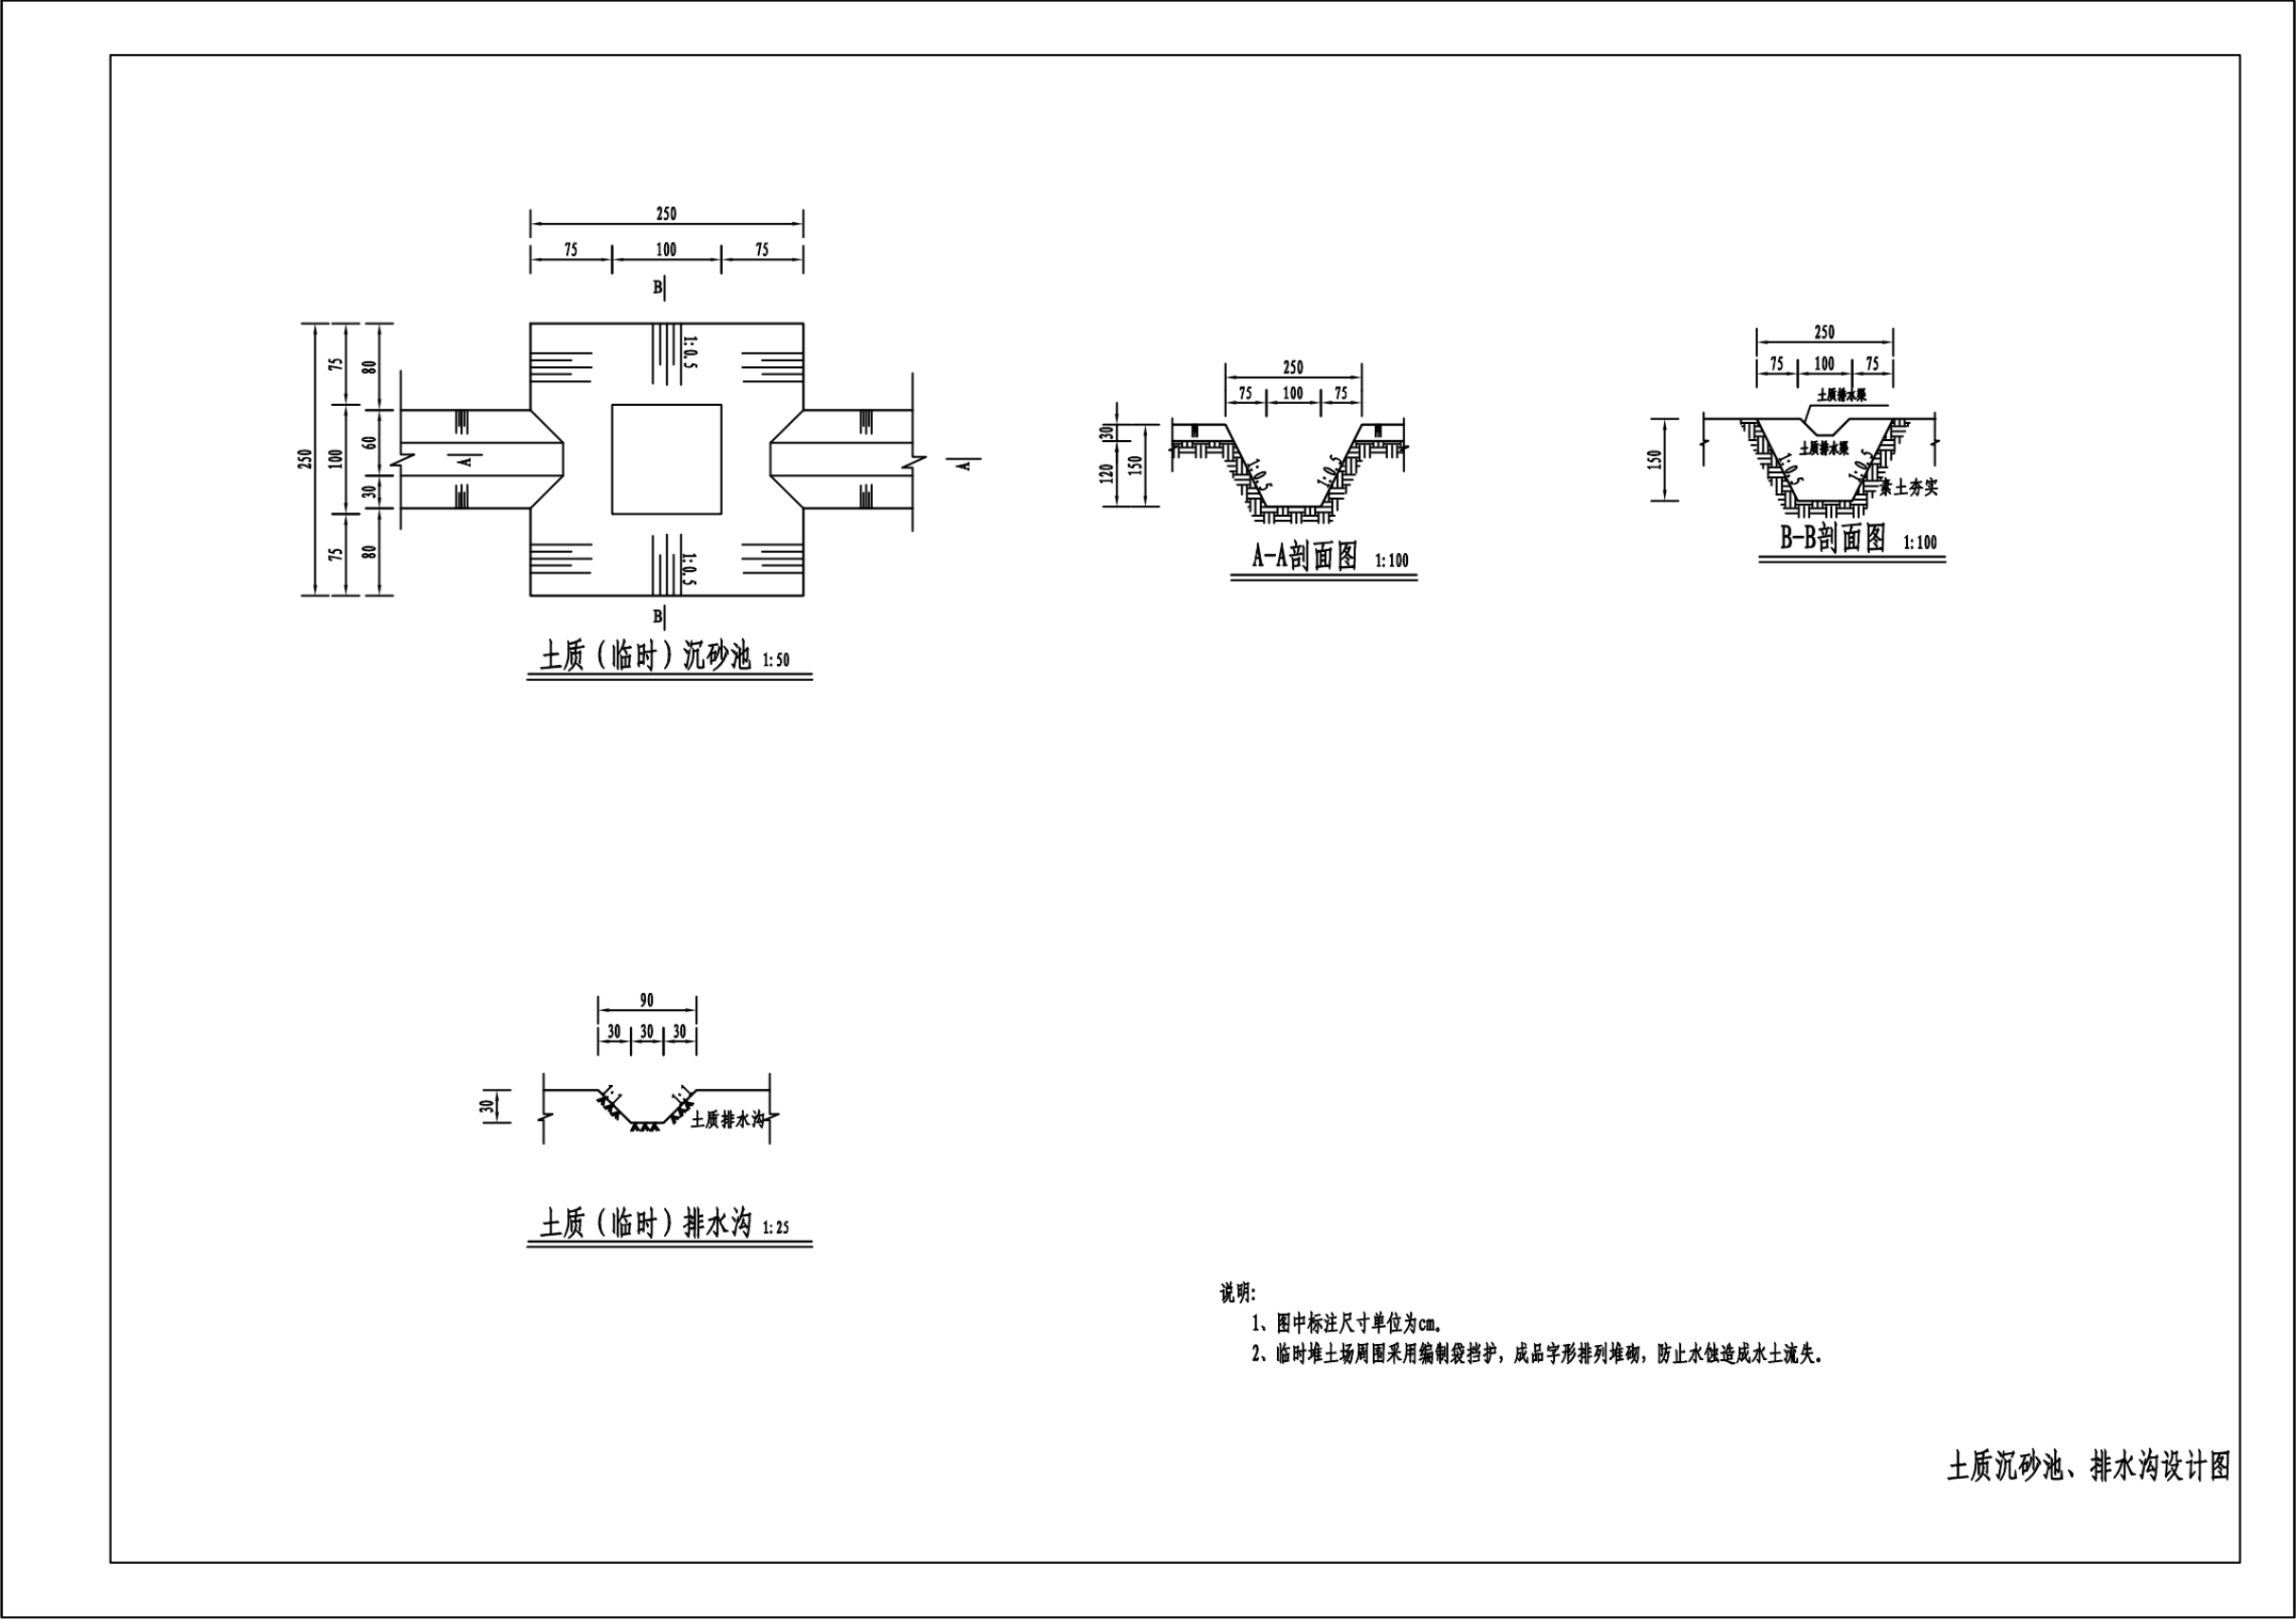 250
75 100 75
B
1:0.5
250
75
100
75
80
60
30
80
A
A
1:0.5
B
土质（临时）沉砂池 1:50
250
75 100 75
30
120
150
1:0.5
1:0.5
A-A剖面图 1:100
250
75 100 75
土质排水渠
土质排水渠
150
1:0.5
1:0.5
素土夯实
B-B剖面图 1:100
90
30 30 30
30
1:1
1:1
土质排水沟
土质（临时）排水沟 1:25
说明:
1、图中标注尺寸单位为cm。
2、临时堆土场周围采用编制袋挡护，成品字形排列堆砌，防止水蚀造成水土流失。
土质沉砂池、排水沟设计图